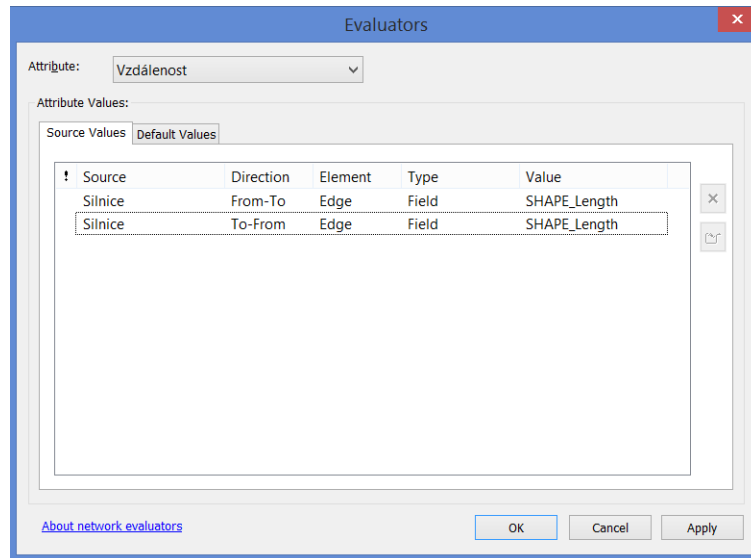 Evaluators
Attribute: Vzdálenost
Attribute Values:
Source Values Default Values
! Source Direction Element Type Value
Silnice From-To Edge Field SHAPE_Length
Silnice To-From Edge Field SHAPE_Length
About network evaluators OK Cancel Apply